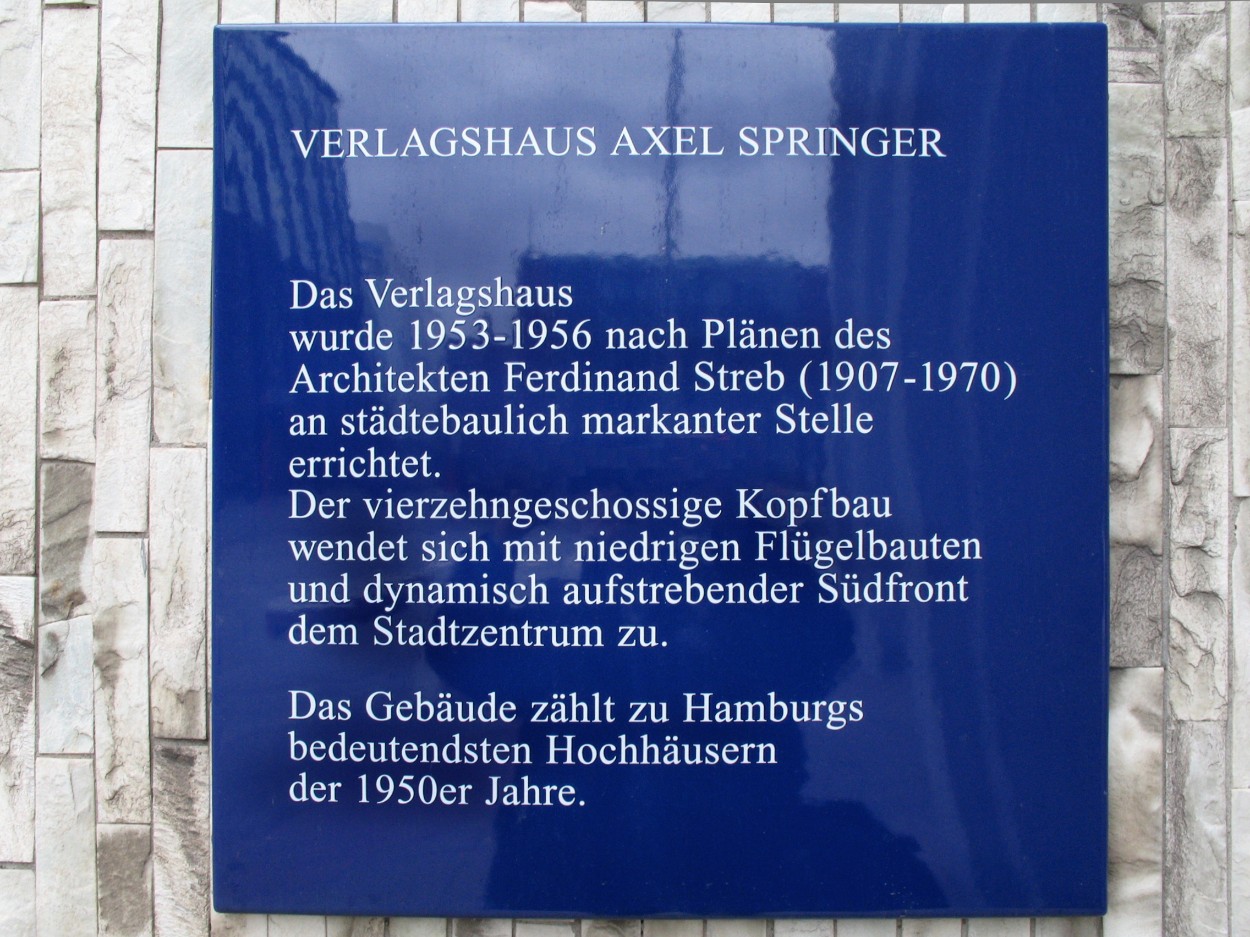 VERLAGSHAUS AXEL SPRINGER
Das Verlagshaus
wurde 1953-1956 nach Plänen des
Architekten Ferdinand Streb (1907-1970)
an städtebaulich markanter Stelle
errichtet.
Der vierzehngeschossige Kopfbau
wendet sich mit niedrigen Flügelbauten
und dynamisch aufstrebender Südfront
dem Stadtzentrum zu.
Das Gebäude zählt zu Hamburgs
bedeutendsten Hochhäusern
der 1950er Jahre.